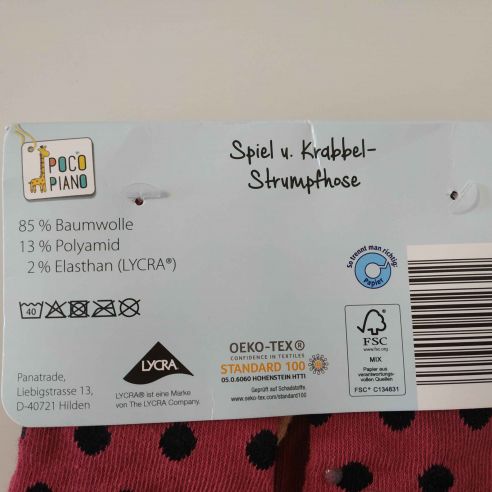 POCO
PIANO
Spiel u. Krabbel-
Strumpfhose
85 % Baumwolle
13 % Polyamid
2 % Elasthan (LYCRA®)
40
So trennt man richtig:
Papier
LYCRA
LYCRA® ist eine Marke
von The LYCRA Company.
Panatrade,
Liebigstrasse 13,
D-40721 Hilden
OEKO-TEX®
CONFIDENCE IN TEXTILES
STANDARD 100
05.0.6060 HOHENSTEIN HTTI
Geprüft auf Schadstoffe.
www.oeko-tex.com/standard100
FSC
www.fsc.org
MIX
Papier aus
verantwortungs-
vollen Quellen
FSC® C134631